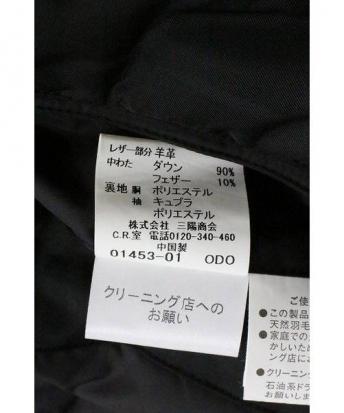 レザー部分 羊革
中わた ダウン 90%
フェザー 10%
裏地 胴 ポリエステル
袖 キュプラ
ポリエステル
株式会社 三陽商会
C.R.室 電話0120-340-460
中国製
01453-01 ODO
クリーニング店への
お願い
ご使
●この製品
天然羽毛
●家庭での
かしいため
ング店に
●クリーニン
石油系ドラ